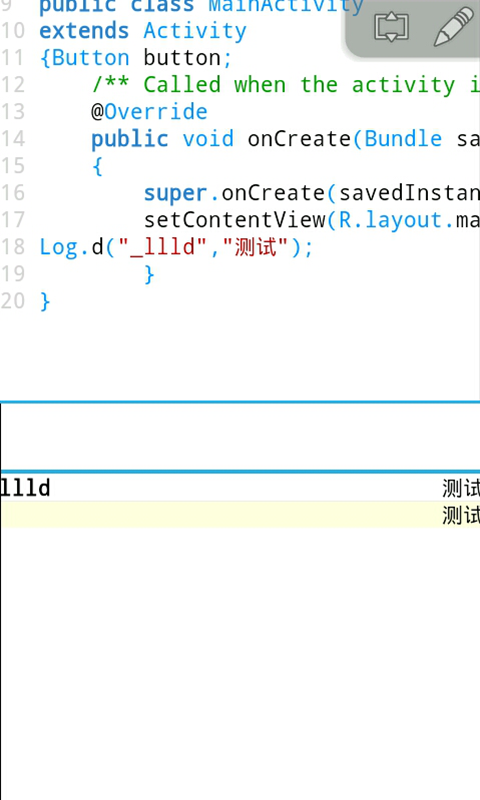 9 public class MainActivity
10 extends Activity
11 {Button button;
12 /** Called when the activity i
13 @Override
14 public void onCreate(Bundle sa
15 {
16 super.onCreate(savedInstan
17 setContentView(R.layout.ma
18 Log.d("_llld","测试");
19 }
20 }
llld 测试
测试